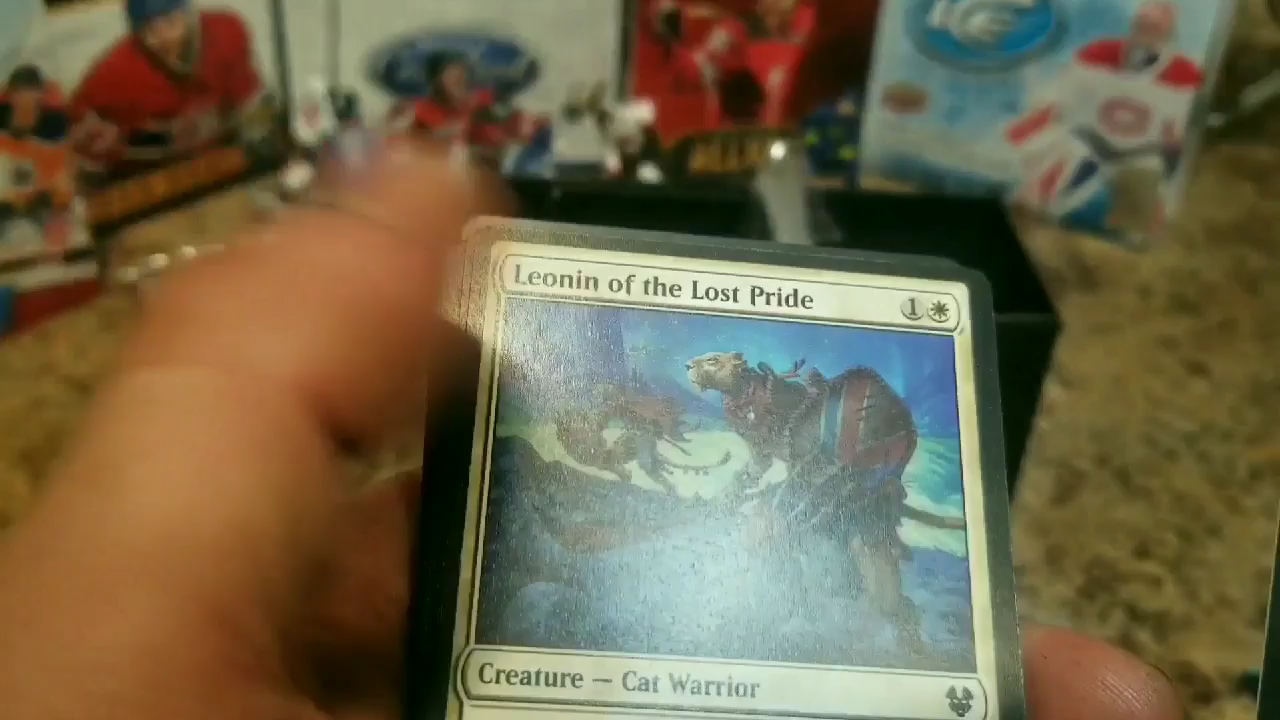 Leonin of the Lost Pride 1
Creature — Cat Warrior